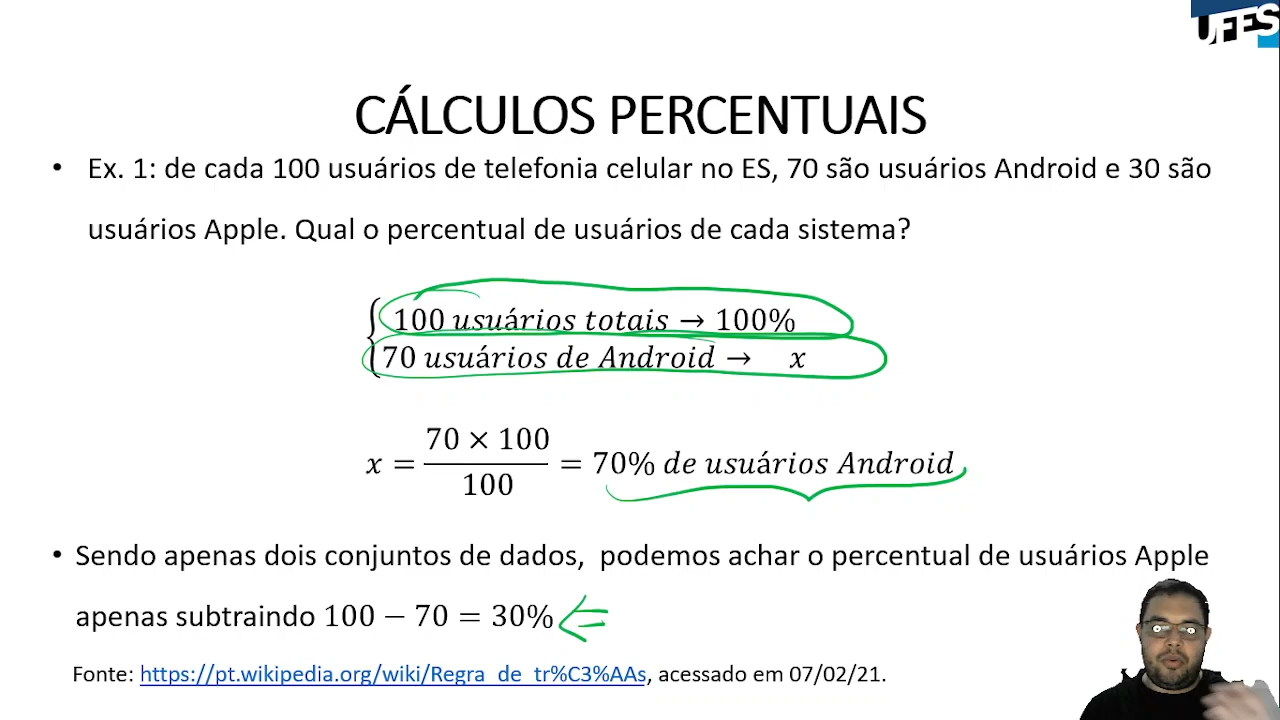 UFES
CÁLCULOS PERCENTUAIS
• Ex. 1: de cada 100 usuários de telefonia celular no ES, 70 são usuários Android e 30 são
usuários Apple. Qual o percentual de usuários de cada sistema?
{100 usuários totais → 100%
70 usuários de Android → x
x = \frac{70 × 100}{100} = 70% de usuários Android
• Sendo apenas dois conjuntos de dados, podemos achar o percentual de usuários Apple
apenas subtraindo 100 − 70 = 30%
Fonte: https://pt.wikipedia.org/wiki/Regra_de_tr%C3%AAs, acessado em 07/02/21.